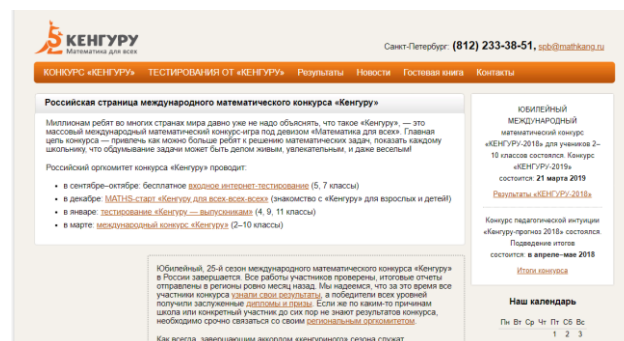 КЕНГУРУ
Математика для всех
Санкт-Петербург: (812) 233-38-51, spb@mathkang.ru
КОНКУРС «КЕНГУРУ» ТЕСТИРОВАНИЯ ОТ «КЕНГУРУ» Результаты Новости Гостевая книга Контакты
Российская страница международного математического конкурса «Кенгуру»
Миллионам ребят во многих странах мира давно уже не надо объяснять, что такое «Кенгуру», — это
массовый международный математический конкурс-игра под девизом «Математика для всех». Главная
цель конкурса — привлечь как можно больше ребят к решению математических задач, показать каждому
школьнику, что обдумывание задачи может быть делом живым, увлекательным, и даже веселым!
Российский оргкомитет конкурса «Кенгуру» проводит:
• в сентябре–октябре: бесплатное входное интернет-тестирование (5, 7 классы)
• в декабре: MATHS-старт «Кенгуру для всех-всех-всех» (знакомство с «Кенгуру» для взрослых и детей!)
• в январе: тестирование «Кенгуру — выпускникам» (4, 9, 11 классы)
• в марте: международный конкурс «Кенгуру» (2–10 классы)
Юбилейный, 25-й сезон международного математического конкурса «Кенгуру»
в России завершается. Все работы участников проверены, итоговые отчеты
отправлены в регионы ровно месяц назад. Мы надеемся, что за это время все
участники конкурса узнали свои результаты, а победители всех уровней
получили заслуженные дипломы и призы. Если же по каким-то причинам
школа или конкретный участник до сих пор не знают результатов конкурса,
необходимо срочно связаться со своим региональным оргкомитетом.
Как всегда, завершающим аккордом «кенгуриного» сезона служат
ЮБИЛЕЙНЫЙ
МЕЖДУНАРОДНЫЙ
математический конкурс
«КЕНГУРУ-2018» для учеников 2–
10 классов состоялся. Конкурс
«КЕНГУРУ-2019»
состоится: 21 марта 2019
Результаты «КЕНГУРУ-2018»
Конкурс педагогической интуиции
«Кенгуру-прогноз 2018» состоялся.
Подведение итогов
состоится: в апреле–мае 2018
Итоги конкурса
Наш календарь
Пн Вт Ср Чт Пт Сб Вс
1 2 3